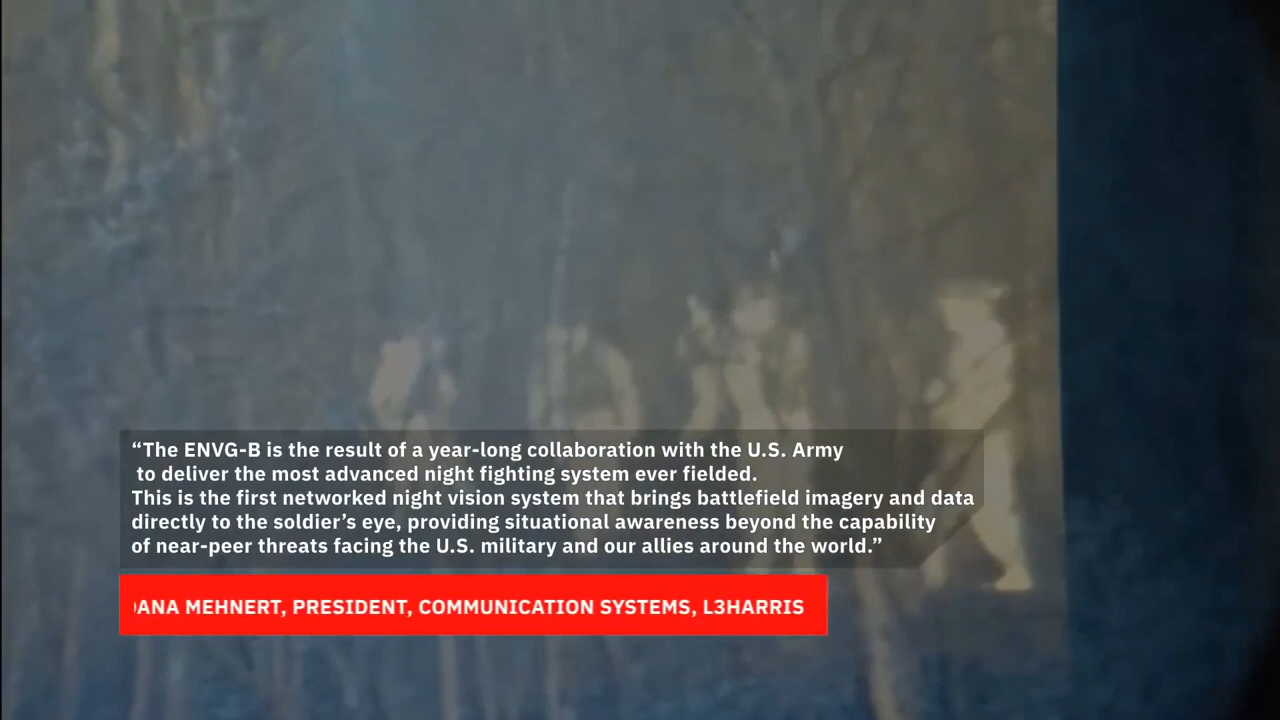 “The ENVG-B is the result of a year-long collaboration with the U.S. Army
to deliver the most advanced night fighting system ever fielded.
This is the first networked night vision system that brings battlefield imagery and data
directly to the soldier’s eye, providing situational awareness beyond the capability
of near-peer threats facing the U.S. military and our allies around the world.”
ANA MEHNERT, PRESIDENT, COMMUNICATION SYSTEMS, L3HARRIS